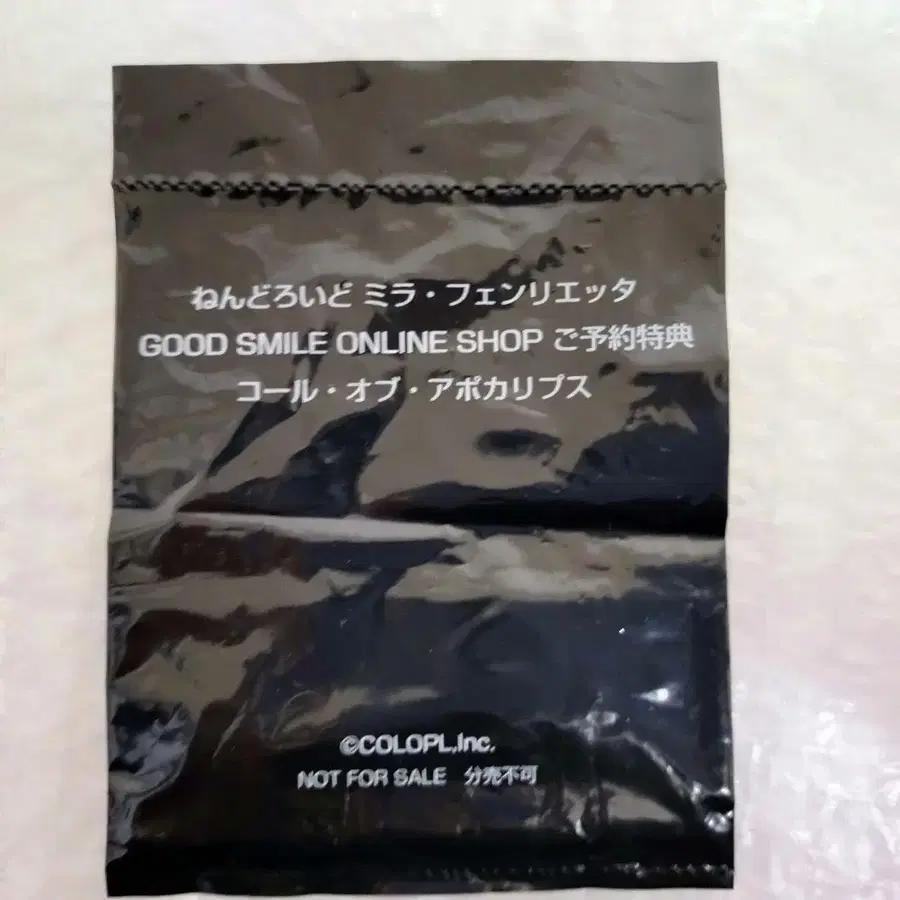 ねんどろいど ミラ・フェンリエッタ
GOOD SMILE ONLINE SHOP ご予約特典
コール・オブ・アポカリプス
©COLOPL,Inc.
NOT FOR SALE 分売不可